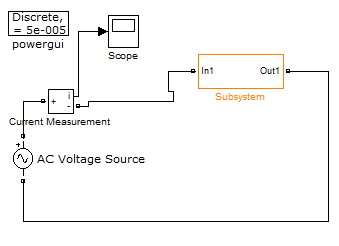 Discrete,
= 5e-005
powergui
Scope
i
+
-
Current Measurement
In1
Out1
Subsystem
+
AC Voltage Source